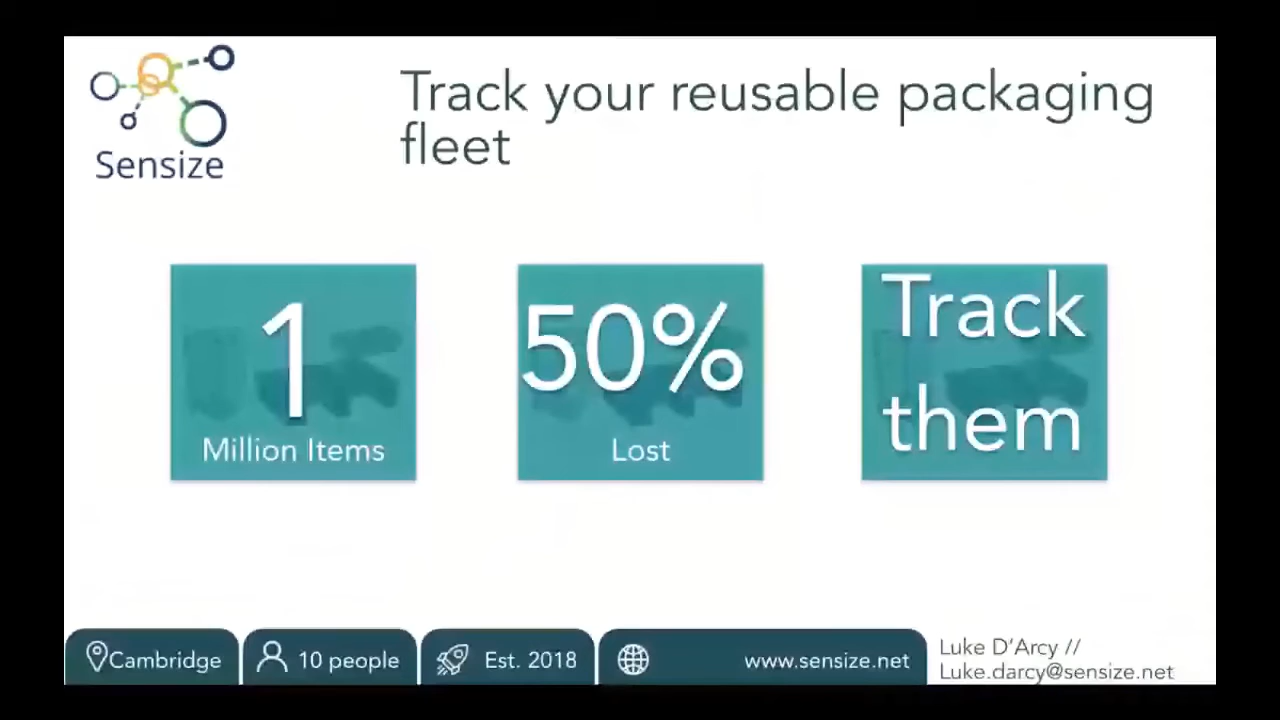 Sensize
Track your reusable packaging
fleet
1
Million Items
50%
Lost
Track
them
Cambridge
10 people
Est. 2018
www.sensize.net
Luke D'Arcy //
Luke.darcy@sensize.net